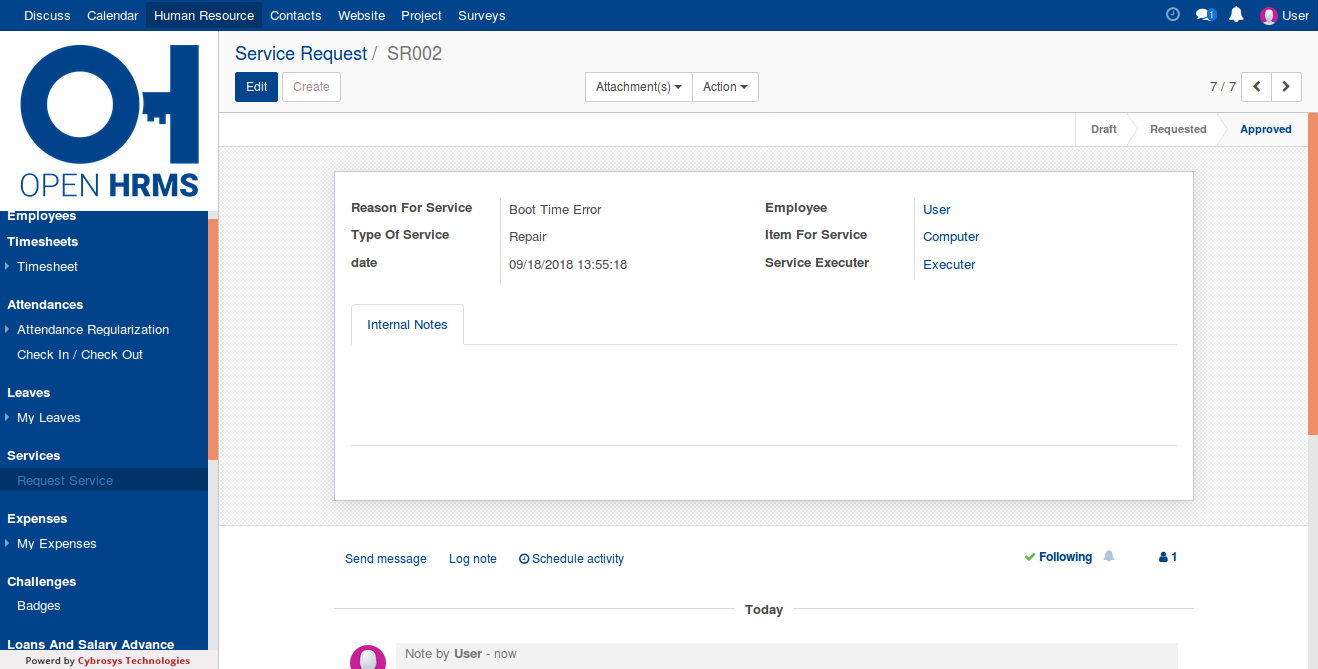 Discuss Calendar Human Resource Contacts Website Project Surveys 1 User
OPEN HRMS
Employees
Timesheets
Timesheet
Attendances
Attendance Regularization
Check In / Check Out
Leaves
My Leaves
Services
Request Service
Expenses
My Expenses
Challenges
Badges
Loans And Salary Advance
Powerd by Cybrosys Technologies
Service Request / SR002
Edit Create Attachment(s) Action 7 / 7
Draft Requested Approved
Reason For Service Boot Time Error Employee User
Type Of Service Repair Item For Service Computer
date 09/18/2018 13:55:18 Service Executer Executer
Internal Notes
Send message Log note Schedule activity Following 1
Today
Note by User - now